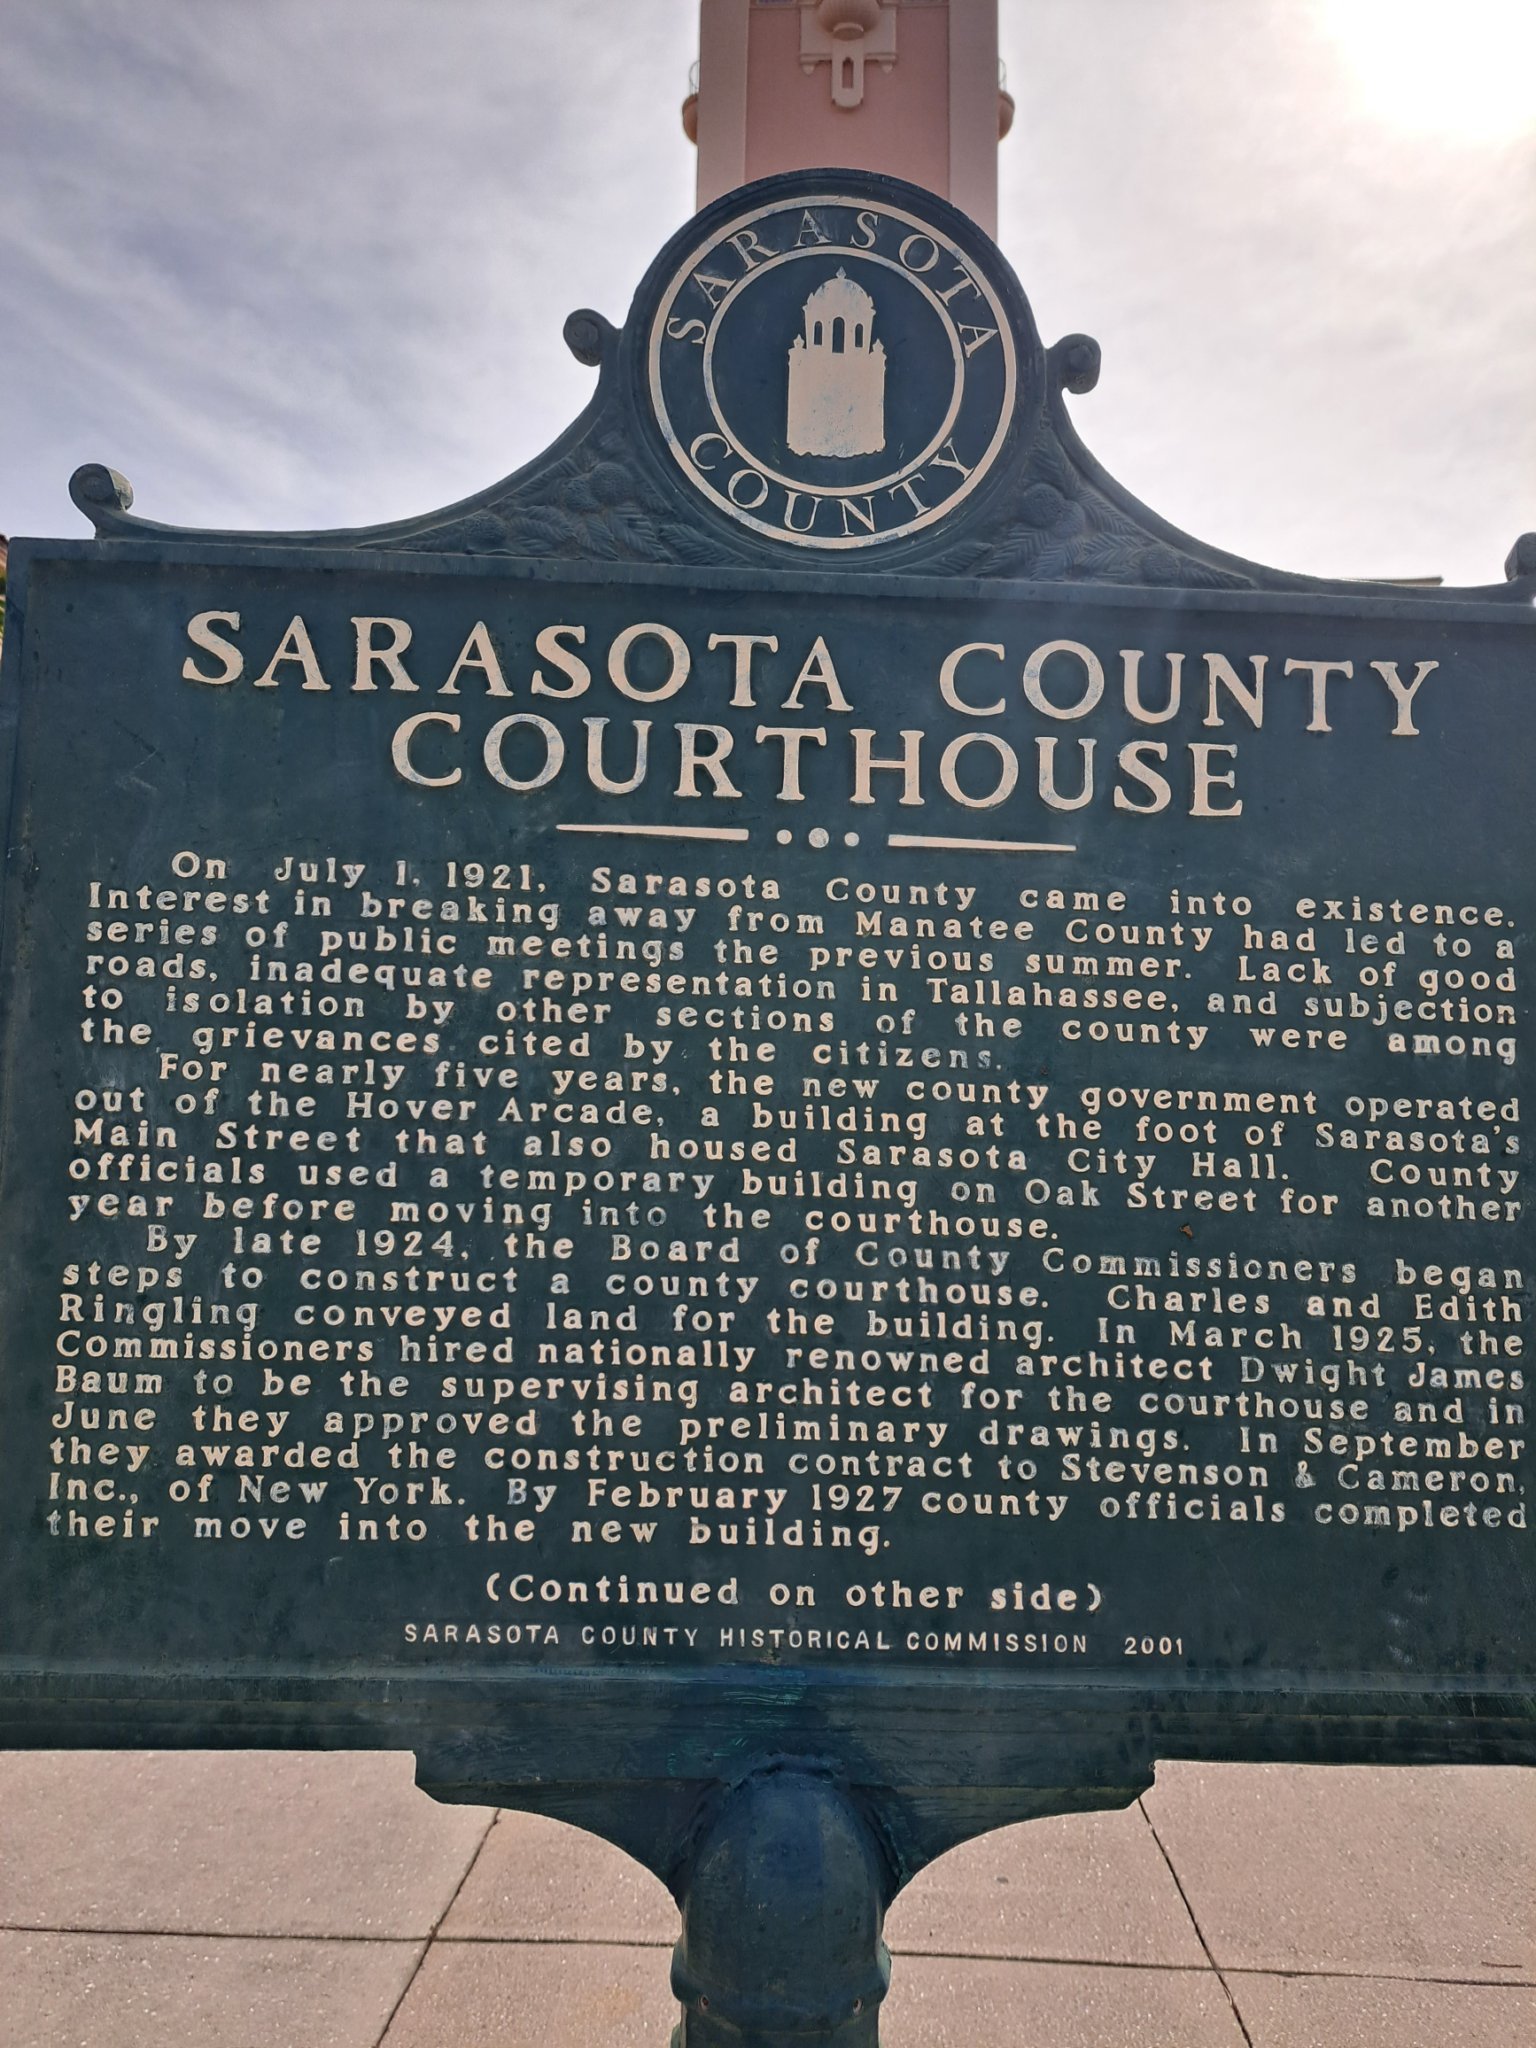 SARASOTA
COUNTY
SARASOTA COUNTY
COURTHOUSE
On July 1, 1921, Sarasota County came into existence.
Interest in breaking away from Manatee County had led to a
series of public meetings the previous summer. Lack of good
roads, inadequate representation in Tallahassee, and subjection
to isolation by other sections of the county were among
the grievances cited by the citizens.
For nearly five years, the new county government operated
out of the Hover Arcade, a building at the foot of Sarasota's
Main Street that also housed Sarasota City Hall. County
officials used a temporary building on Oak Street for another
year before moving into the courthouse.
By late 1924, the Board of County Commissioners began
steps to construct a county courthouse. Charles and Edith
Ringling conveyed land for the building. In March 1925, the
Commissioners hired nationally renowned architect Dwight James
Baum to be the supervising architect for the courthouse and in
June they approved the preliminary drawings. In September
they awarded the construction contract to Stevenson & Cameron,
Inc., of New York. By February 1927 county officials completed
their move into the new building.
(Continued on other side)
SARASOTA COUNTY HISTORICAL COMMISSION 2001